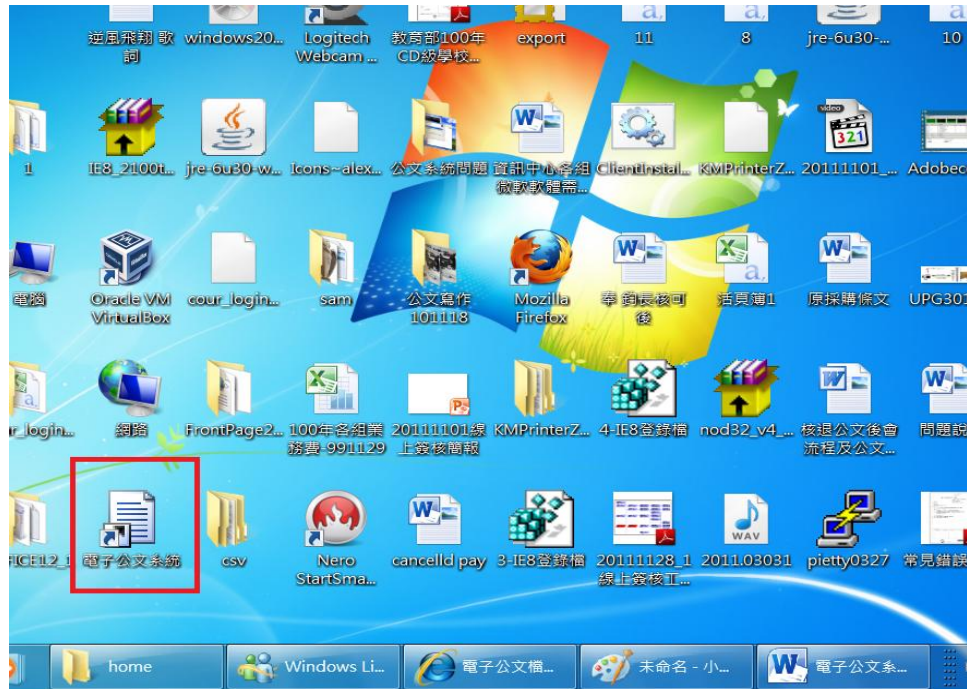 逆風飛翔 歌
詞
windows20...
Logitech
Webcam ...
教育部100年
CD級學校...
export
11
8
jre-6u30-...
10
1
IE8_2100t...
jre-6u30-w...
Icons~alex...
公文系統問題
資訊中心各組
微軟軟體需...
ClientInstal...
KMPrinterZ...
video
321
20111101_...
Adobec
電腦
Oracle VM
VirtualBox
cour_login...
sam
公文寫作
101118
Mozilla
Firefox
奉 鈞長核可
後
活頁簿1
原採購條文
UPG301
r_login...
網路
FrontPage2...
100年各組業
務費-991129
20111101線
上簽核簡報
KMPrinterZ...
4-IE8登錄檔
nod32_v4_...
核退公文後會
流程及公文...
問題說
FICE12_1
電子公文系統
csv
Nero
StartSma...
cancelld pay
3-IE8登錄檔
20111128_1
線上簽核工...
WAV
2011.03031
pietty0327
常見錯誤
home
Windows Li...
電子公文檔...
未命名 - 小...
電子公文系...